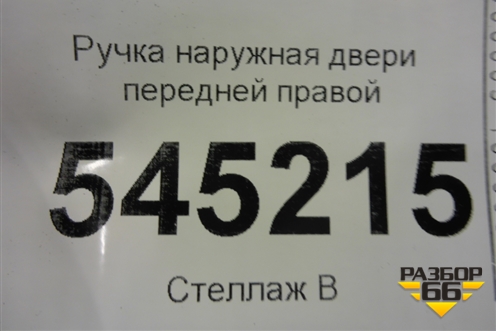 Ручка наружная двери
передней правой
545215
Стеллаж В
РАЗБОР
66